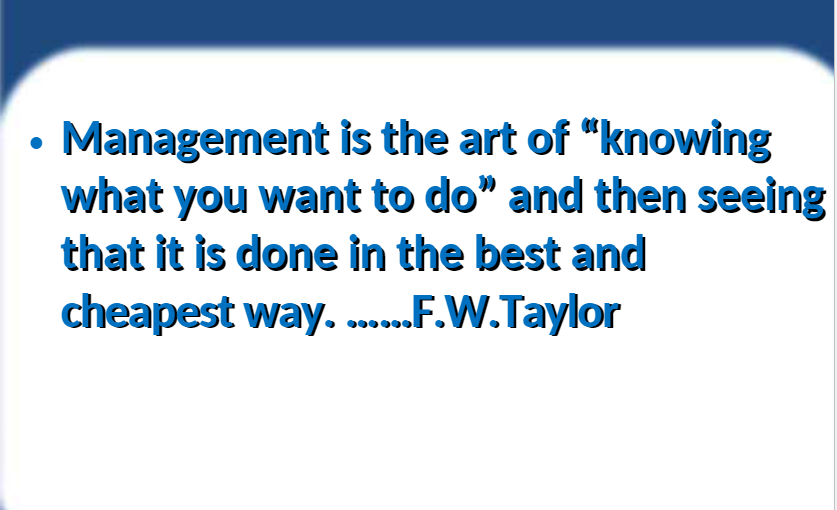 • Management is the art of “knowing
what you want to do” and then seeing
that it is done in the best and
cheapest way. ……F.W.Taylor